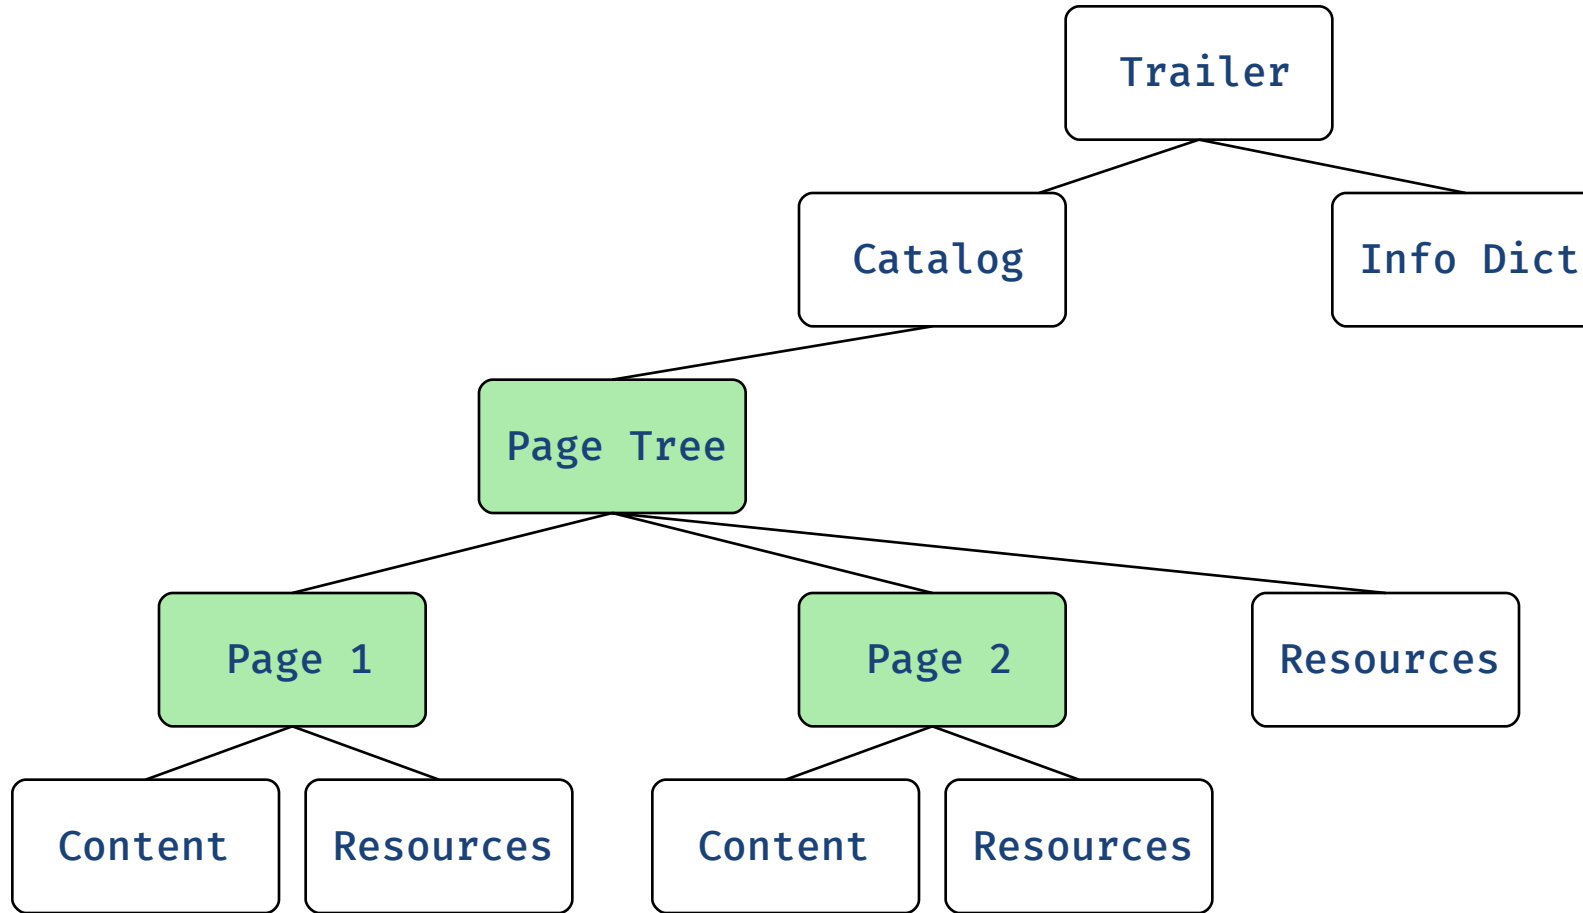 Trailer
Catalog
Info Dict
Page Tree
Page 1
Page 2
Resources
Content
Resources
Content
Resources